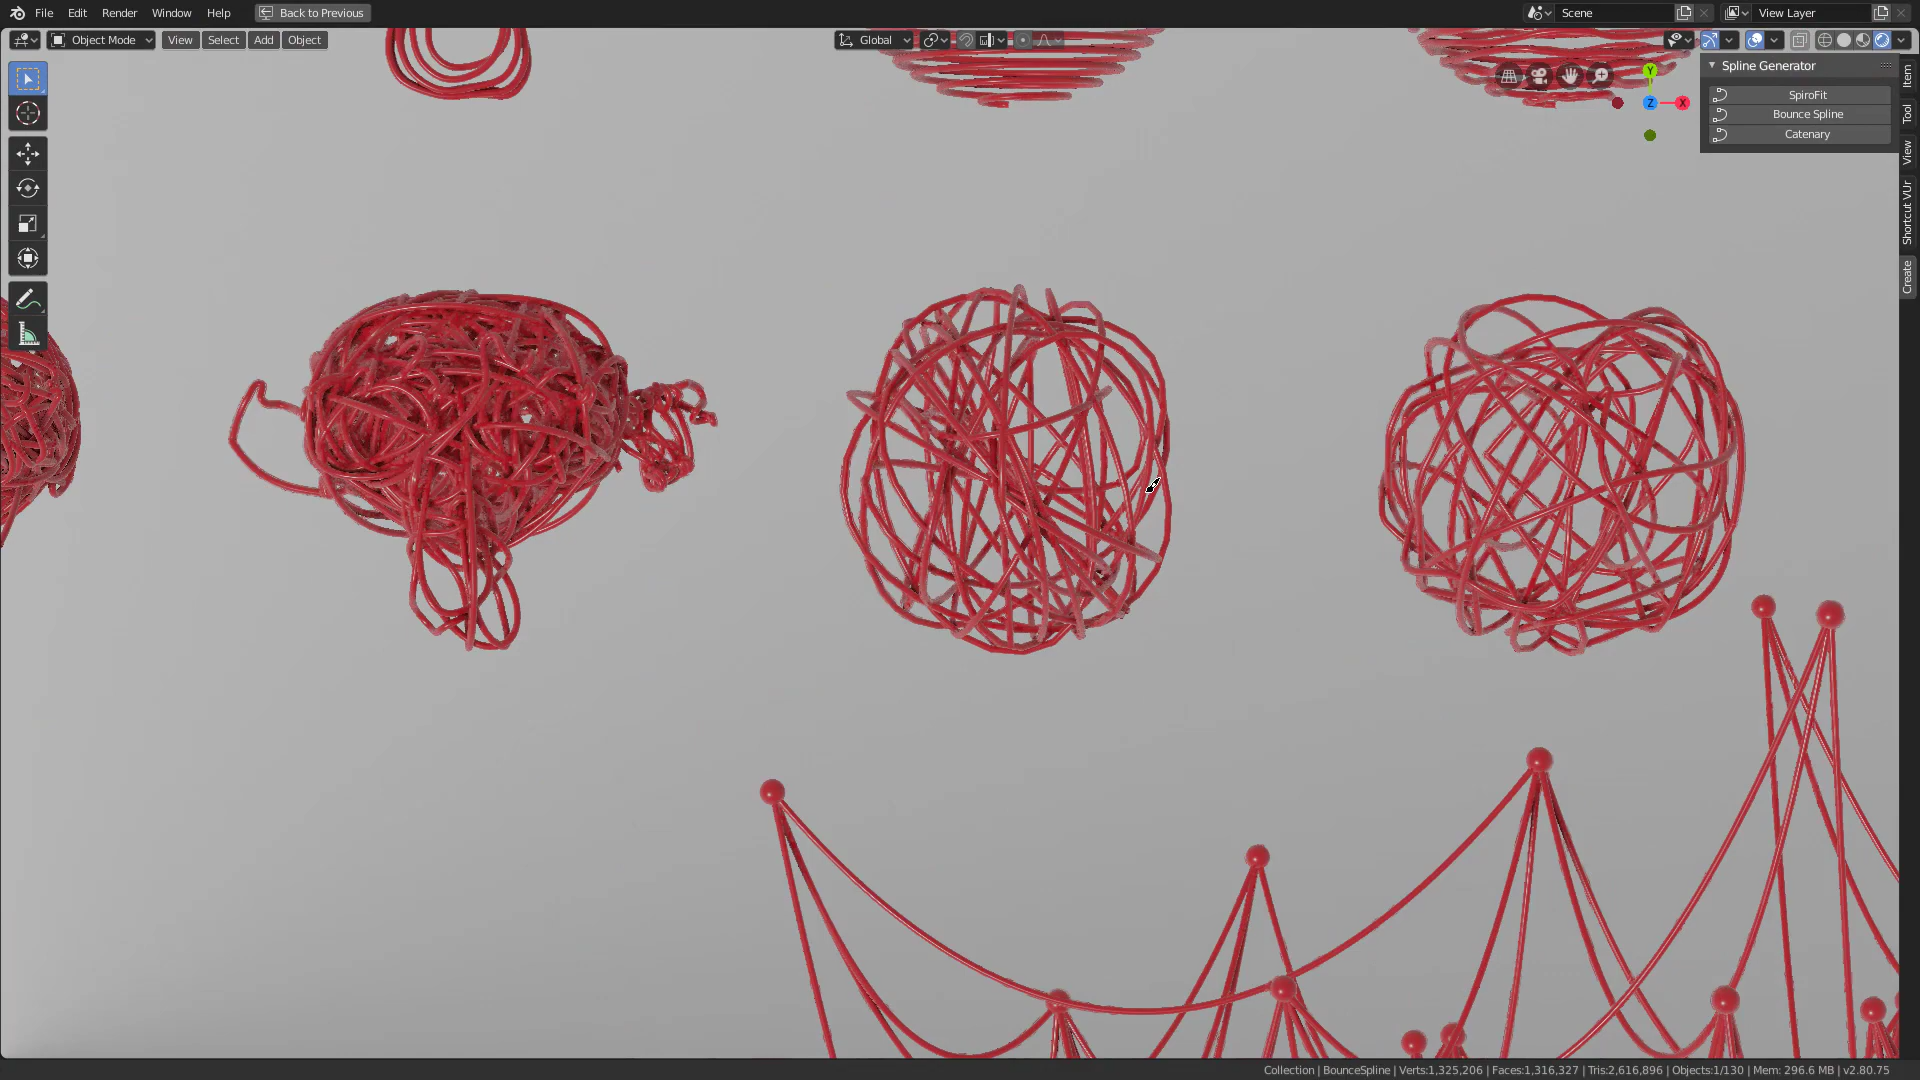 File Edit Render Window Help Back to Previous Scene View Layer
Object Mode View Select Add Object Global
Spline Generator
SpiroFit
Bounce Spline
Catenary
Y
Z X
Item
Tool
View
Shortcut VUr
Create
Collection | BounceSpline | Verts:1,325,206 | Faces:1,316,327 | Tris:2,616,896 | Objects:1/130 | Mem: 296.6 MB | v2.80.75